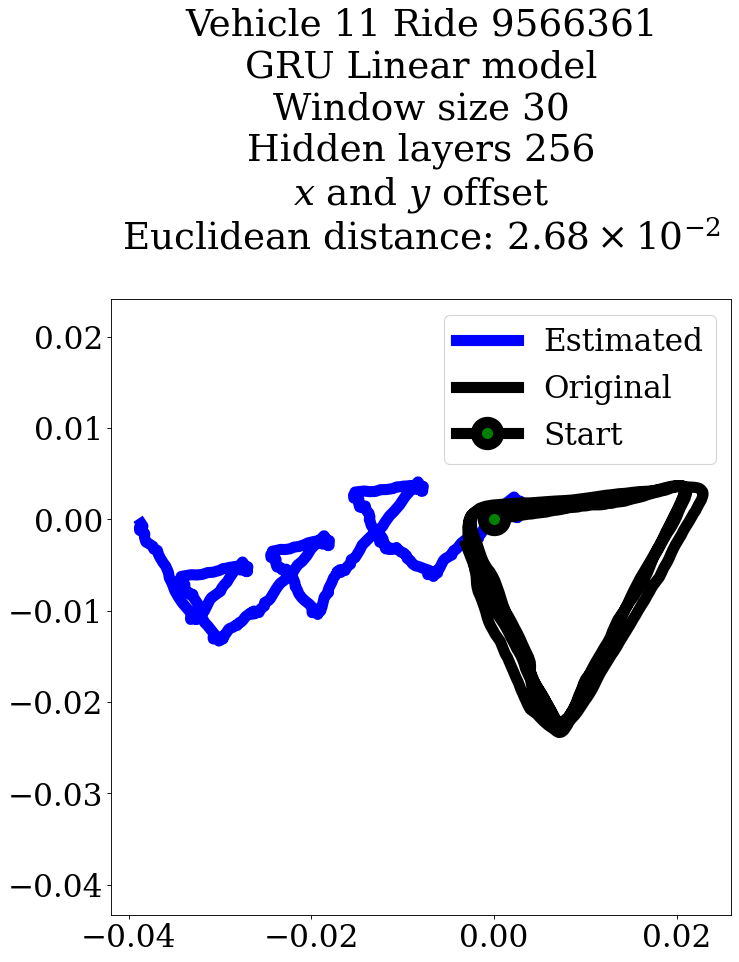 Vehicle 11 Ride 9566361
GRU Linear model
Window size 30
Hidden layers 256
x and y offset
Euclidean distance: 2.68 × 10⁻²
Estimated
Original
Start
0.02
0.01
0.00
−0.01
−0.02
−0.03
−0.04
−0.04 −0.02 0.00 0.02